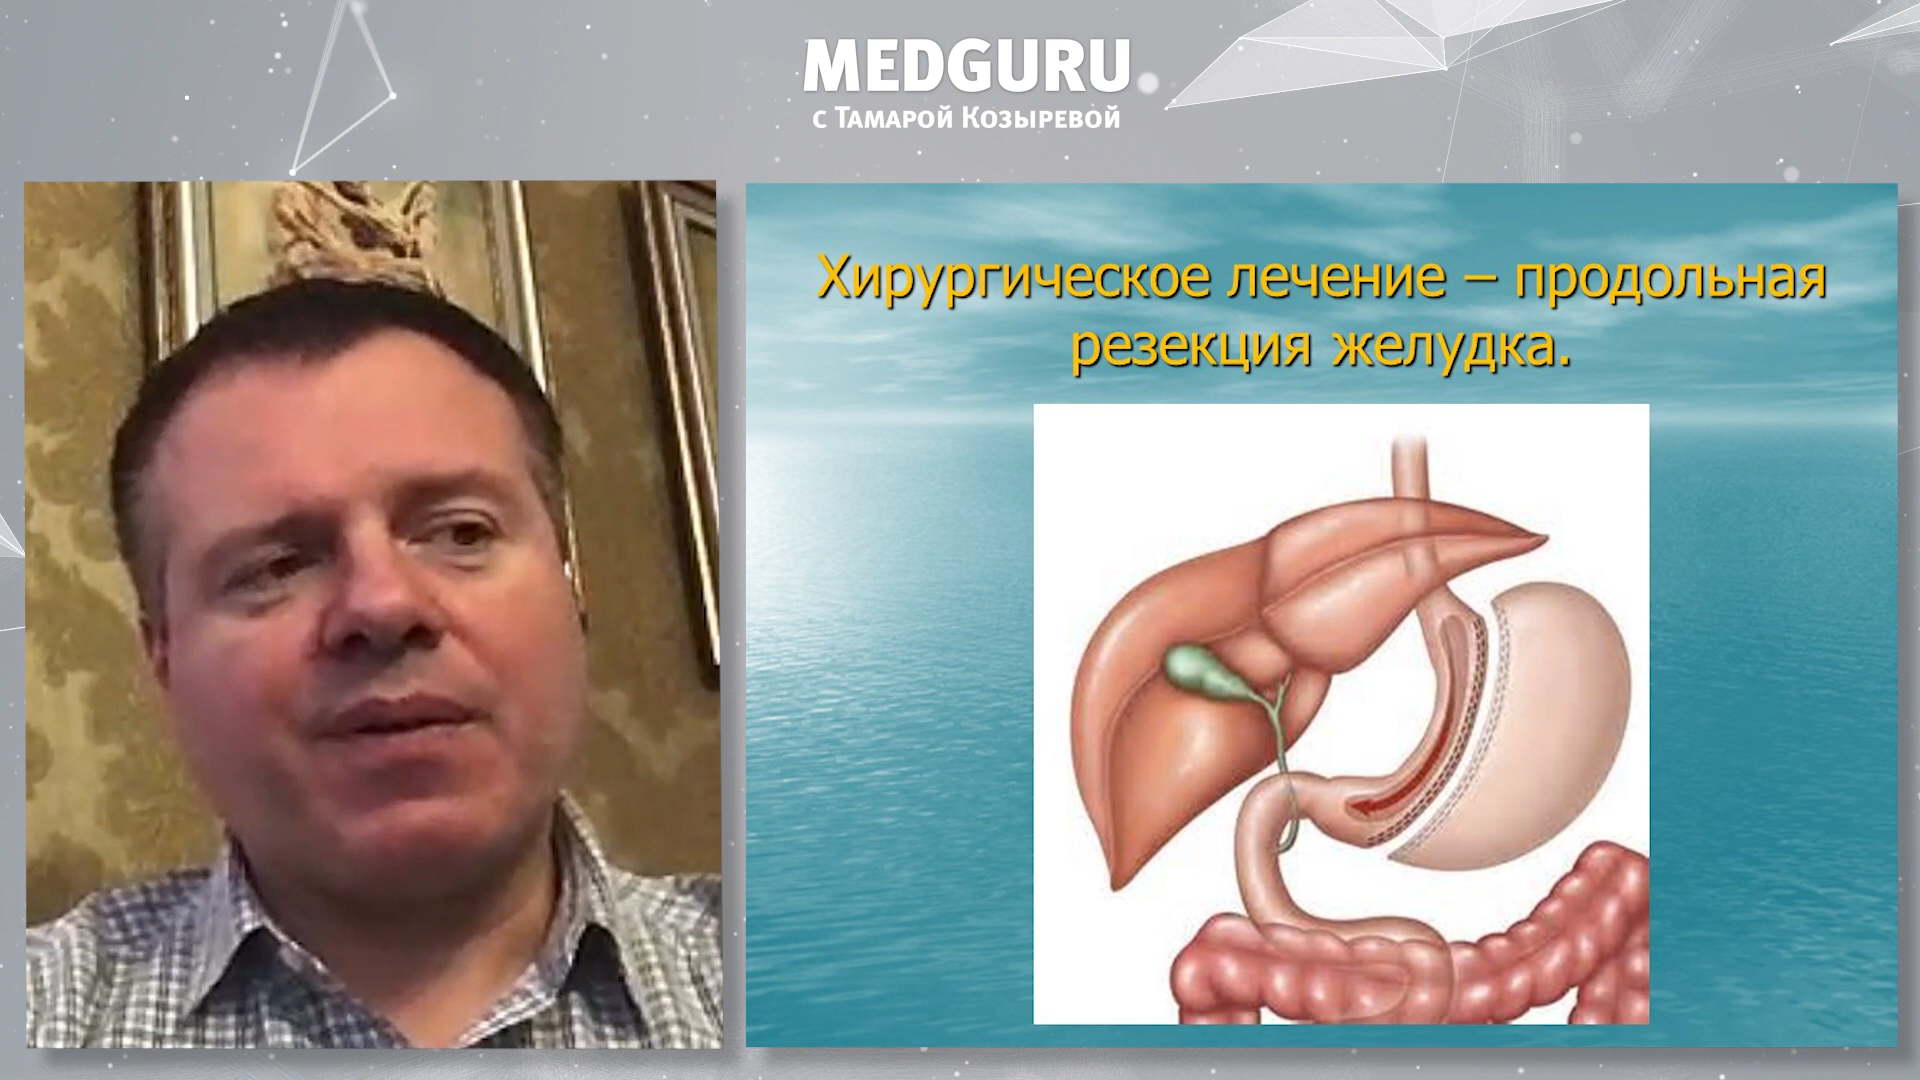 MEDGURU
с Тамарой Козыревой
Хирургическое лечение – продольная
резекция желудка.